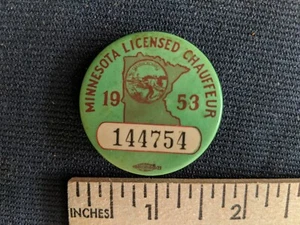 MINNESOTA LICENSED CHAUFFEUR
19 53
144754
INCHES 1 2